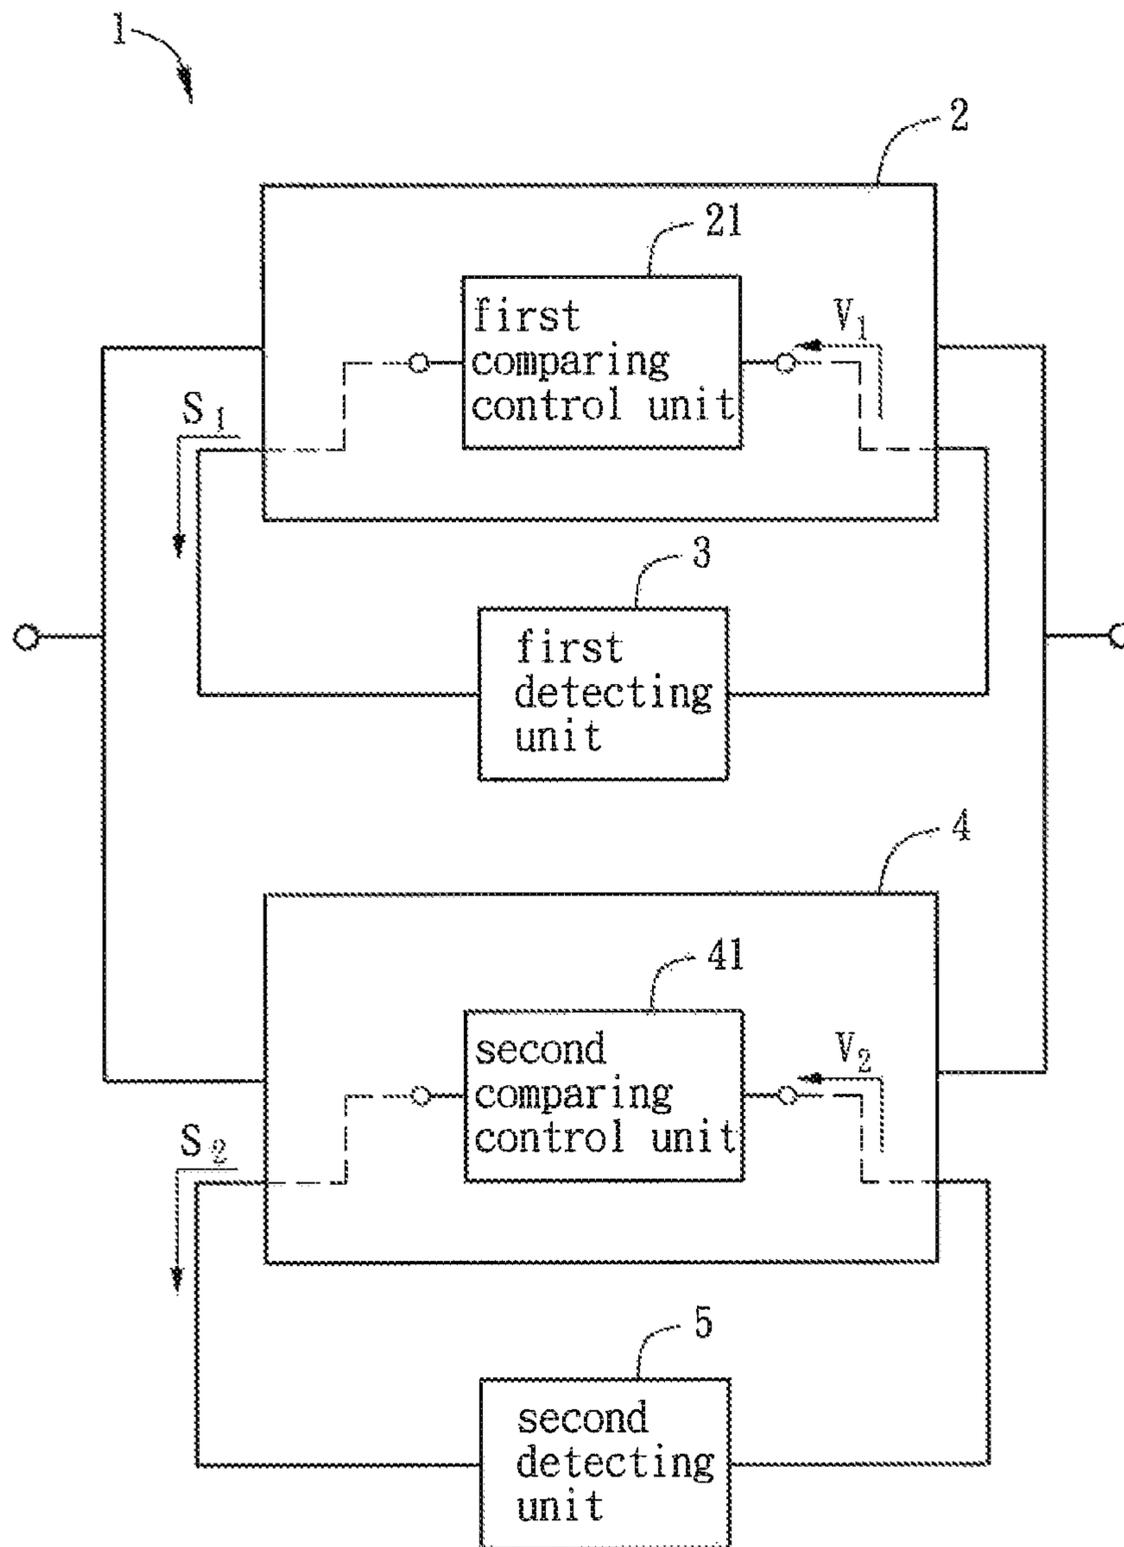 1
2
21
first
comparing
control unit
V₁
S₁
3
first
detecting
unit
4
41
second
comparing
control unit
V₂
S₂
5
second
detecting
unit